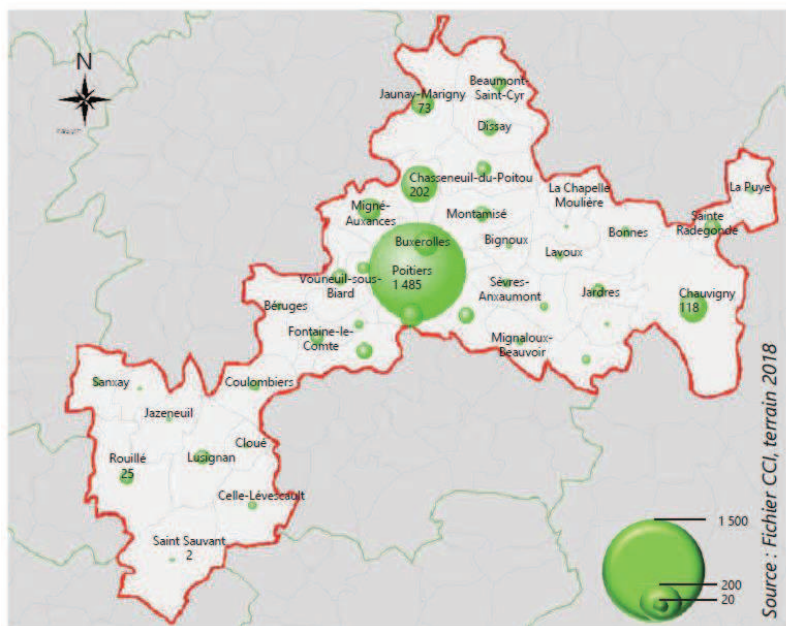 N
Beaumont-
Saint-Cyr
Jaunay-Marigny
73
Dissay
Chasseneuil-du-Poitou
202
La Chapelle
Moulière
La Puye
Migné-
Auxances
Montamisé
Sainte
Radegonde
Buxerolles
Bignoux
Bonnes
Lavoux
Poitiers
1 485
Vouneuil-sous-
Biard
Sèvres-
Anxaumont
Jardres
Chauvigny
118
Béruges
Fontaine-le-
Comte
Mignaloux-
Beauvoir
Sanxay
Coulombiers
Jazeneuil
Cloué
Rouillé
25
Lusignan
Celle-Lévescault
Saint Sauvant
2
1 500
200
20
Source : Fichier CCI, terrain 2018